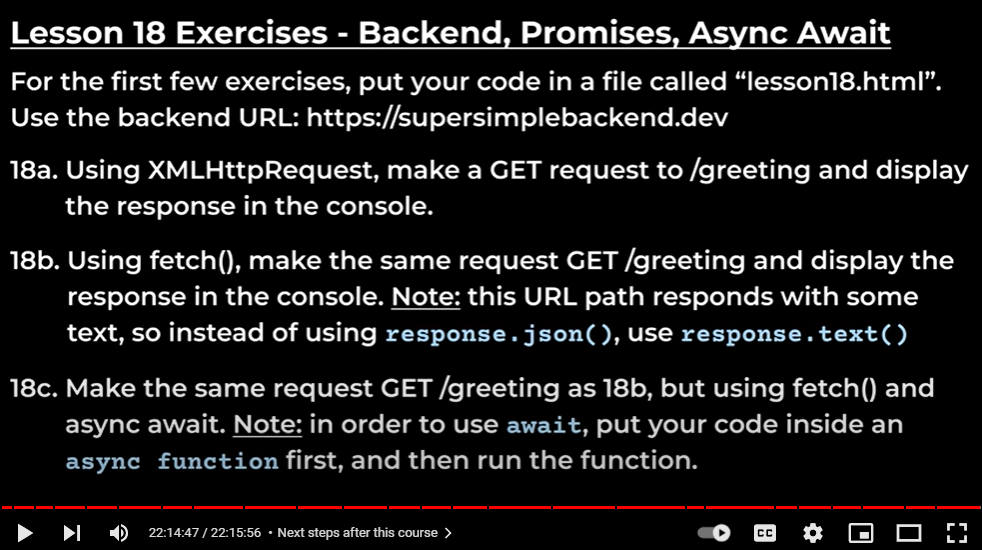 Lesson 18 Exercises - Backend, Promises, Async Await
For the first few exercises, put your code in a file called “lesson18.html”.
Use the backend URL: https://supersimplebackend.dev
18a. Using XMLHttpRequest, make a GET request to /greeting and display
the response in the console.
18b. Using fetch(), make the same request GET /greeting and display the
response in the console. Note: this URL path responds with some
text, so instead of using response.json(), use response.text()
18c. Make the same request GET /greeting as 18b, but using fetch() and
async await. Note: in order to use await, put your code inside an
async function first, and then run the function.
22:14:47 / 22:15:56 • Next steps after this course
CC